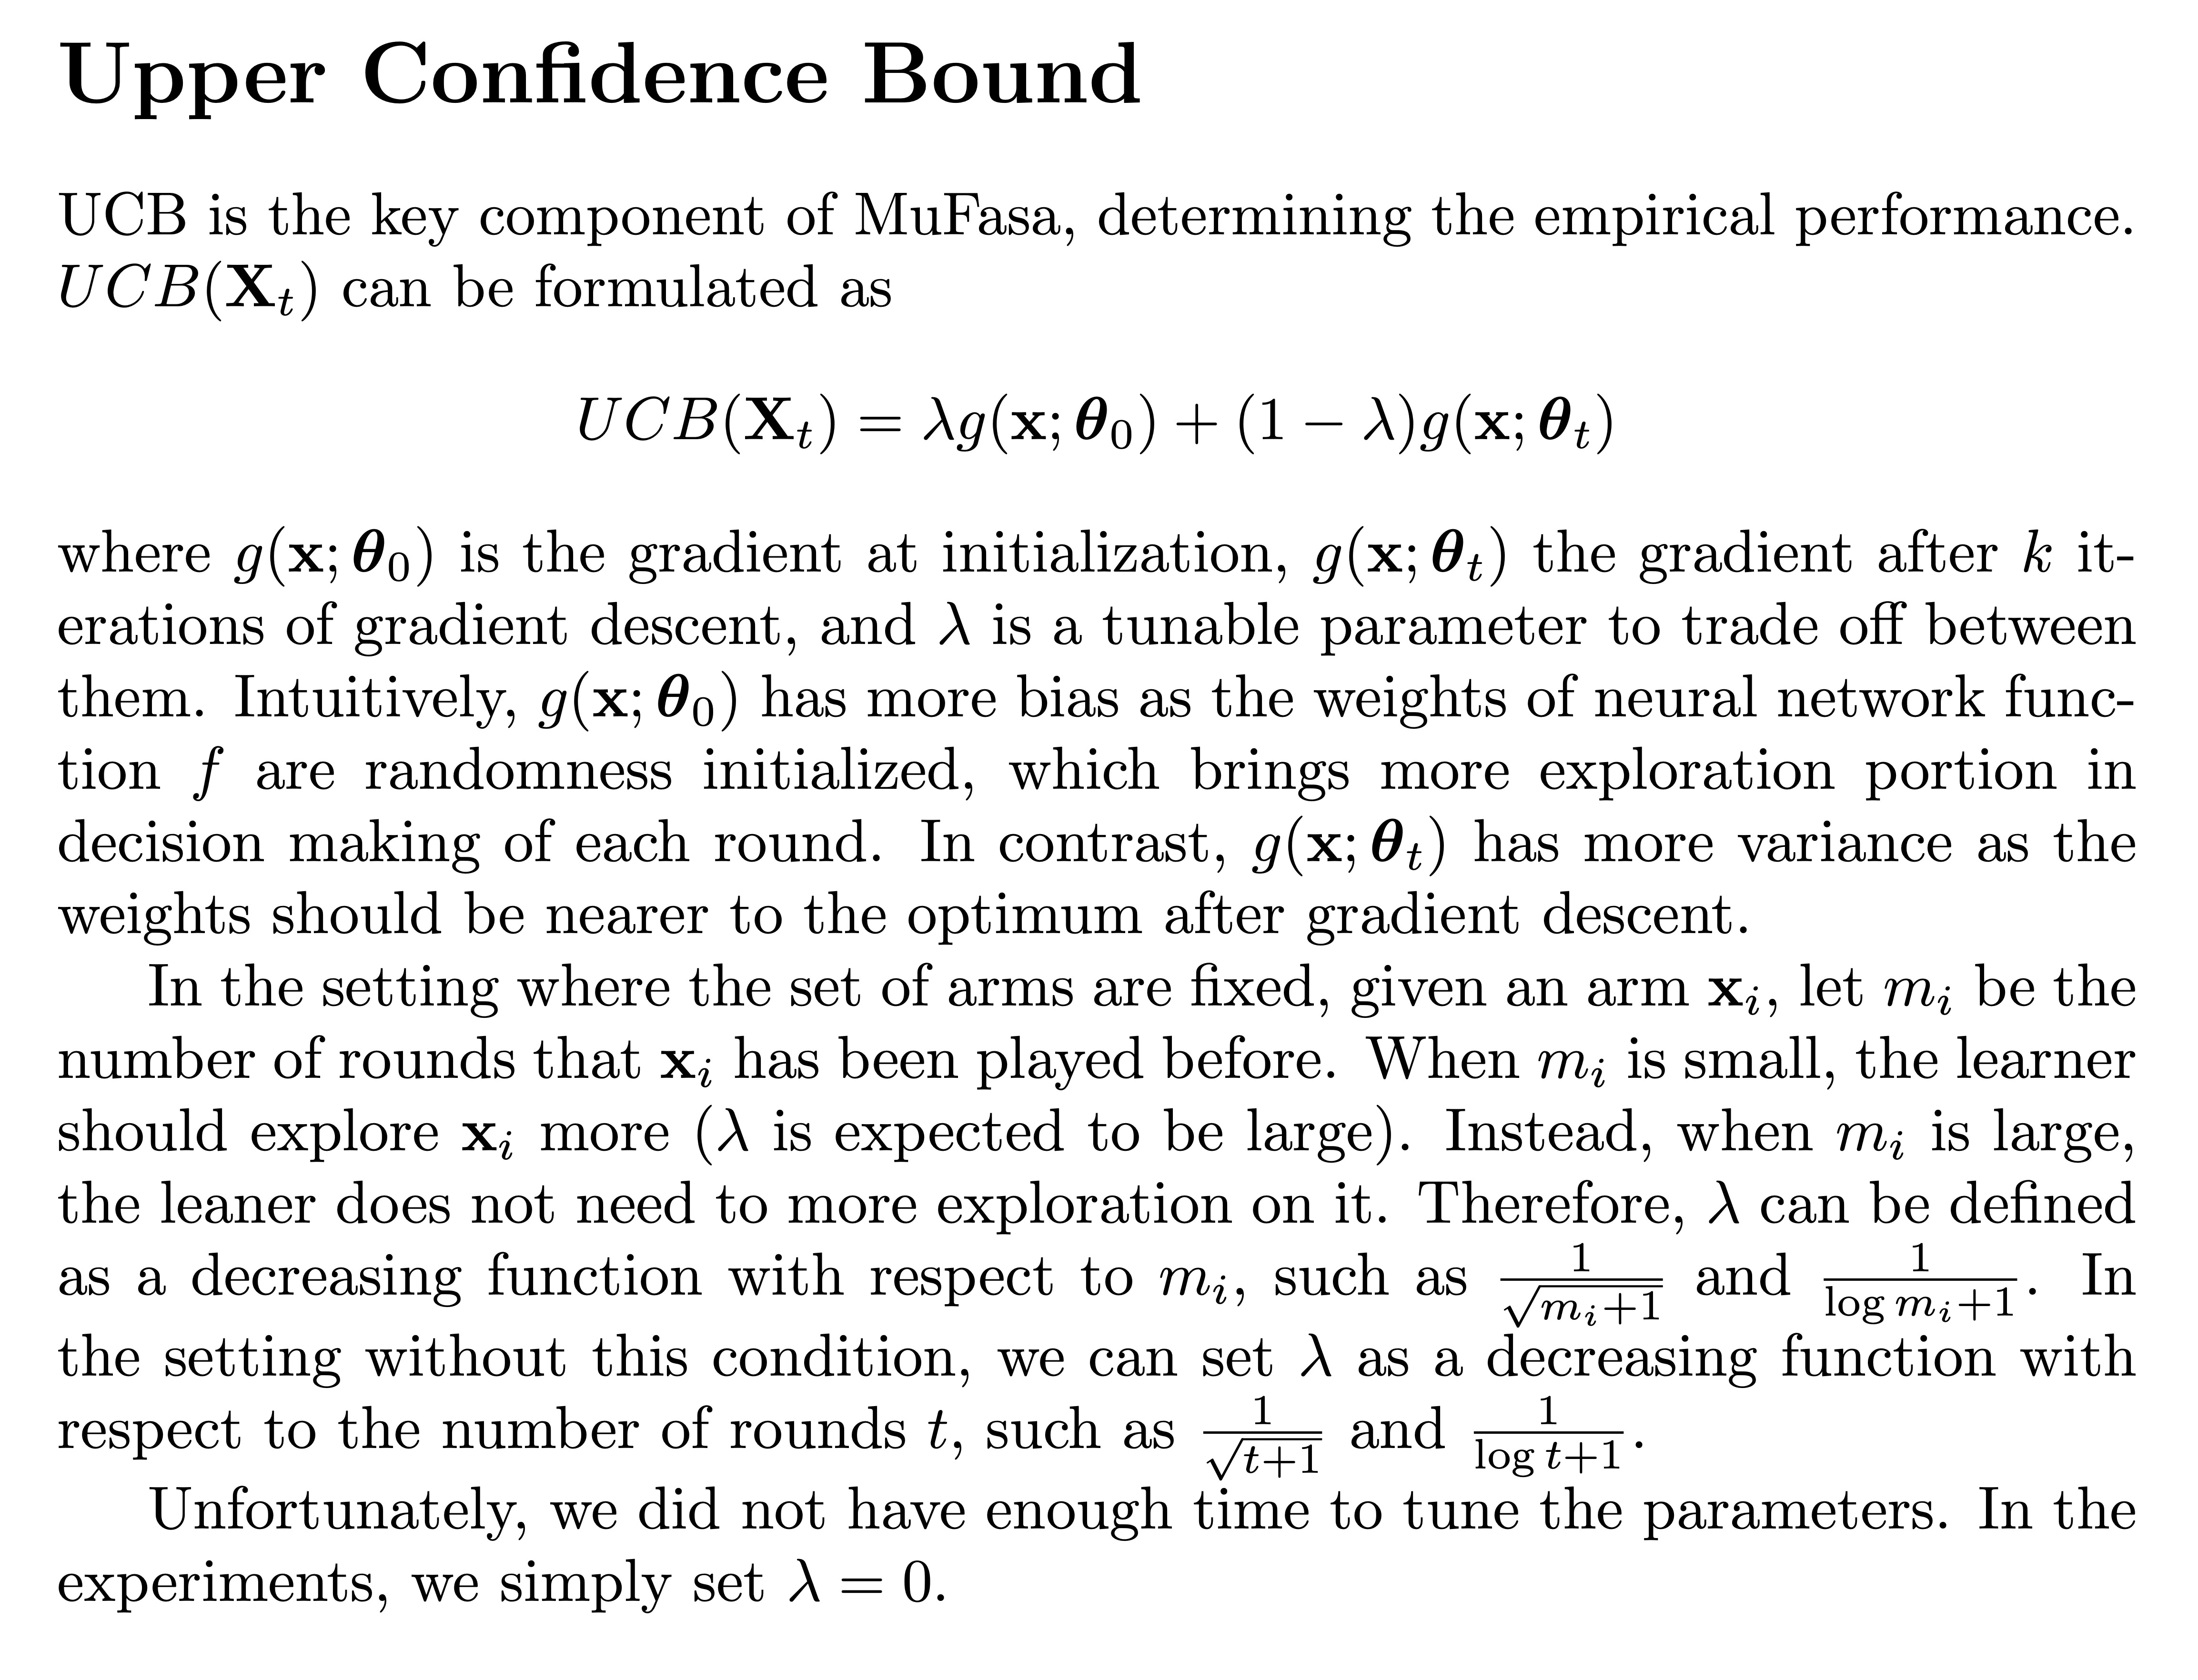 Upper Confidence Bound
UCB is the key component of MuFasa, determining the empirical performance.
$UCB(\mathbf{X}_t)$ can be formulated as
$$UCB(\mathbf{X}_t) = \lambda g(\mathbf{x}; \boldsymbol{\theta}_0) + (1 - \lambda) g(\mathbf{x}; \boldsymbol{\theta}_t)$$
where $g(\mathbf{x}; \boldsymbol{\theta}_0)$ is the gradient at initialization, $g(\mathbf{x}; \boldsymbol{\theta}_t)$ the gradient after $k$ it-
erations of gradient descent, and $\lambda$ is a tunable parameter to trade off between
them. Intuitively, $g(\mathbf{x}; \boldsymbol{\theta}_0)$ has more bias as the weights of neural network func-
tion $f$ are randomness initialized, which brings more exploration portion in
decision making of each round. In contrast, $g(\mathbf{x}; \boldsymbol{\theta}_t)$ has more variance as the
weights should be nearer to the optimum after gradient descent.
In the setting where the set of arms are fixed, given an arm $\mathbf{x}_i$, let $m_i$ be the
number of rounds that $\mathbf{x}_i$ has been played before. When $m_i$ is small, the learner
should explore $\mathbf{x}_i$ more ($\lambda$ is expected to be large). Instead, when $m_i$ is large,
the leaner does not need to more exploration on it. Therefore, $\lambda$ can be defined
as a decreasing function with respect to $m_i$, such as $\frac{1}{\sqrt{m_i+1}}$ and $\frac{1}{\log m_i+1}$. In
the setting without this condition, we can set $\lambda$ as a decreasing function with
respect to the number of rounds $t$, such as $\frac{1}{\sqrt{t+1}}$ and $\frac{1}{\log t+1}$.
Unfortunately, we did not have enough time to tune the parameters. In the
experiments, we simply set $\lambda = 0$.